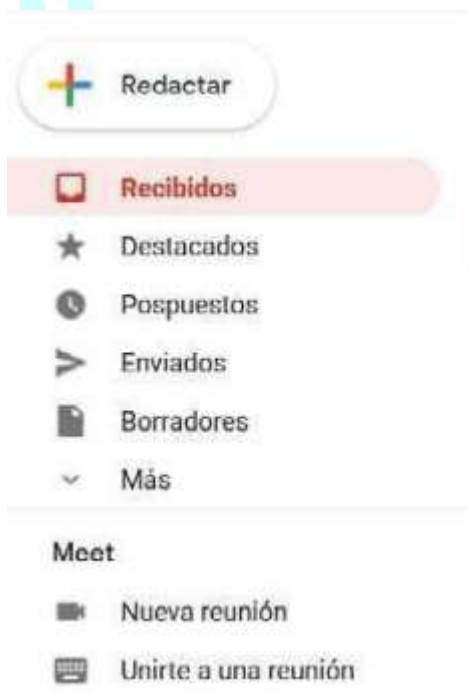 Redactar
Recibidos
Destacados
Pospuestos
Enviados
Borradores
Más
Meet
Nueva reunión
Unirte a una reunión